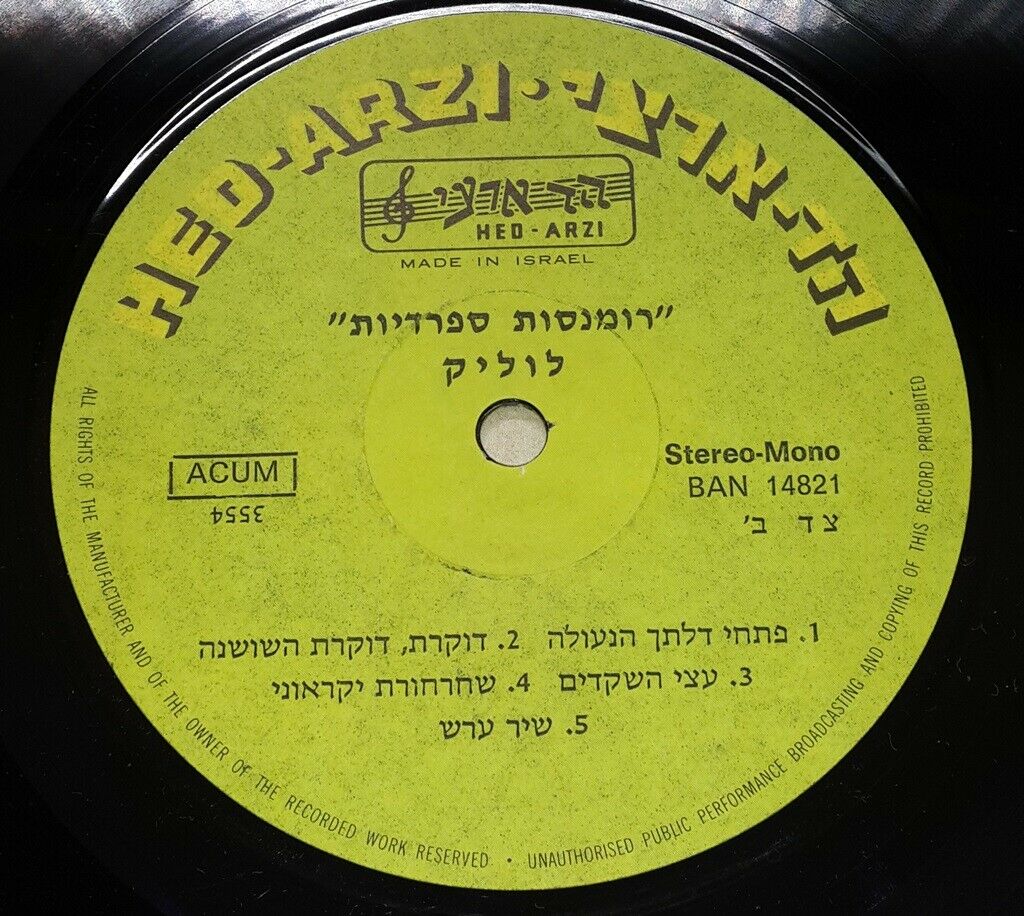 HED-ARZI • הד-ארצי
הד ארצי
HED-ARZI
MADE IN ISRAEL
"רומנסות ספרדיות"
לוליק
ACUM
3554
Stereo-Mono
BAN 14821
צד ב'
1. פתחי דלתך הנעולה 2. דוקרת, דוקרת השושנה
3. עצי השקדים 4. שחרחורת יקראוני
5. שיר ערש
ALL RIGHTS OF THE MANUFACTURER AND OF THE OWNER OF THE RECORDED WORK RESERVED • UNAUTHORISED PUBLIC PERFORMANCE BROADCASTING AND COPYING OF THIS RECORD PROHIBITED